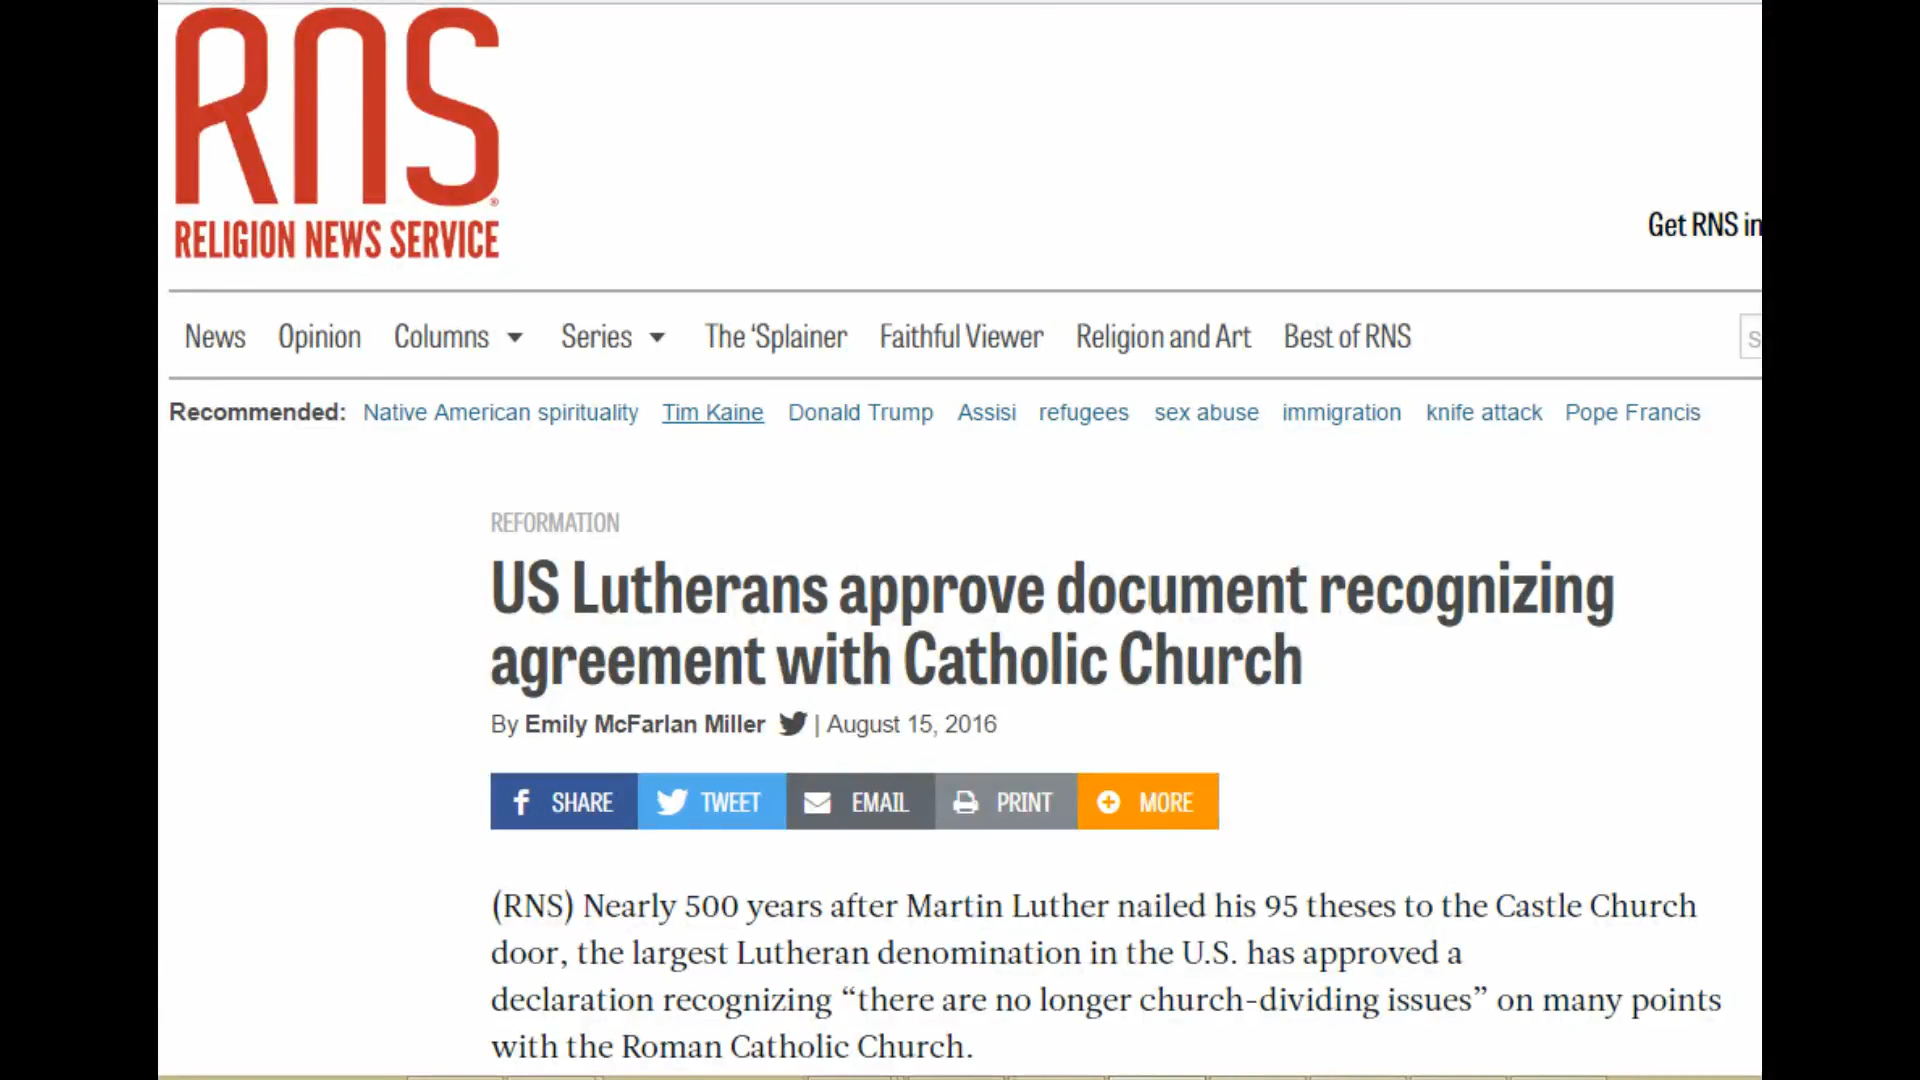 RNS
RELIGION NEWS SERVICE
Get RNS in
News Opinion Columns Series The ‘Splainer Faithful Viewer Religion and Art Best of RNS
Recommended: Native American spirituality Tim Kaine Donald Trump Assisi refugees sex abuse immigration knife attack Pope Francis
REFORMATION
US Lutherans approve document recognizing
agreement with Catholic Church
By Emily McFarlan Miller | August 15, 2016
SHARE TWEET EMAIL PRINT MORE
(RNS) Nearly 500 years after Martin Luther nailed his 95 theses to the Castle Church
door, the largest Lutheran denomination in the U.S. has approved a
declaration recognizing “there are no longer church-dividing issues” on many points
with the Roman Catholic Church.